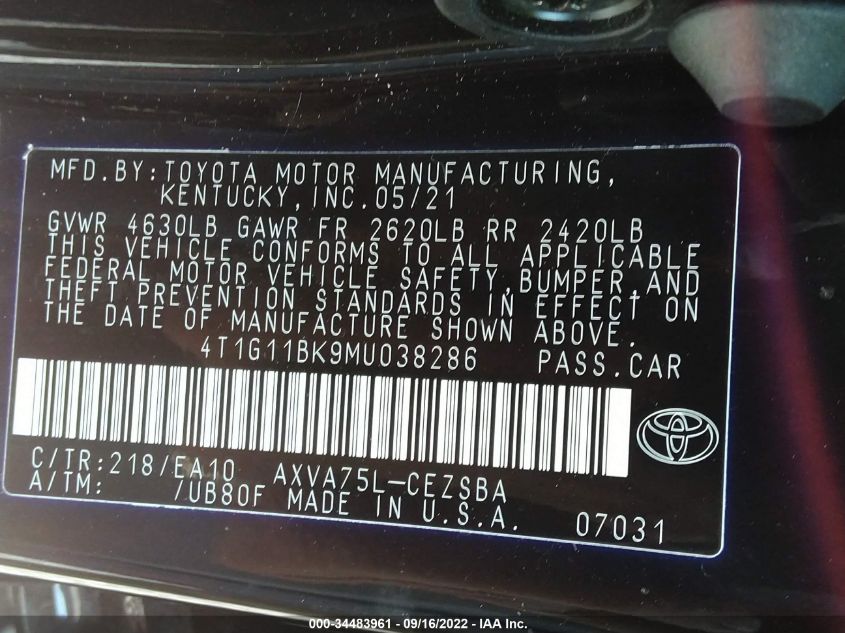 MFD. BY: TOYOTA MOTOR MANUFACTURING,
KENTUCKY, INC. 05/21
GVWR 4630LB GAWR FR 2620LB RR 2420LB
THIS VEHICLE CONFORMS TO ALL APPLICABLE
FEDERAL MOTOR VEHICLE SAFETY, BUMPER, AND
THEFT PREVENTION STANDARDS IN EFFECT ON
THE DATE OF MANUFACTURE SHOWN ABOVE.
4T1G11BK9MU038286 PASS.CAR
C/TR:218/EA10 AXVA75L-CEZSBA
A/TM: /UB80F MADE IN U.S.A. 07031
000-34483961 - 09/16/2022 - IAA Inc.